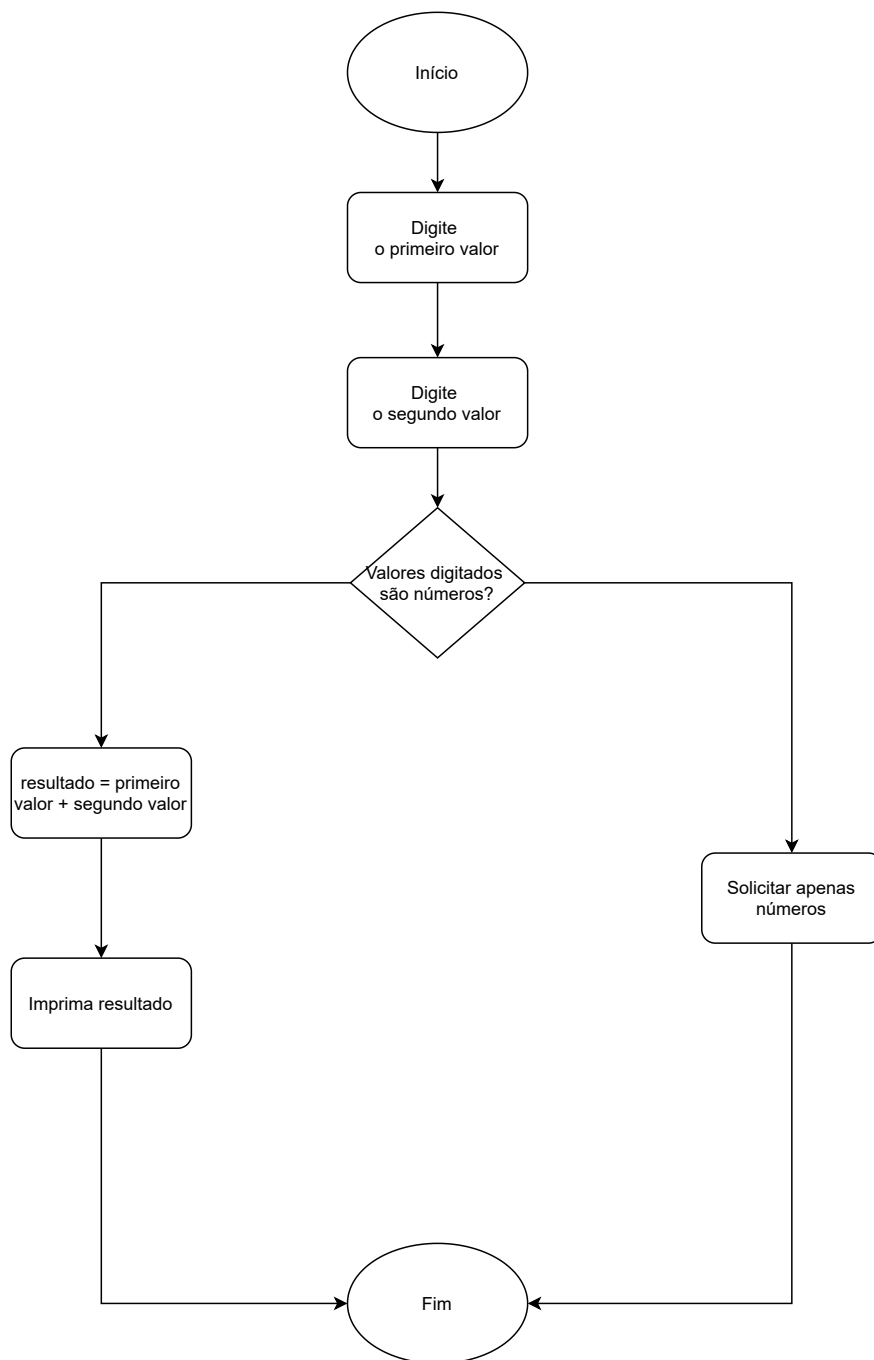 Início
Digite
o primeiro valor
Digite
o segundo valor
Valores digitados
são números?
resultado = primeiro
valor + segundo valor
Solicitar apenas
números
Imprima resultado
Fim